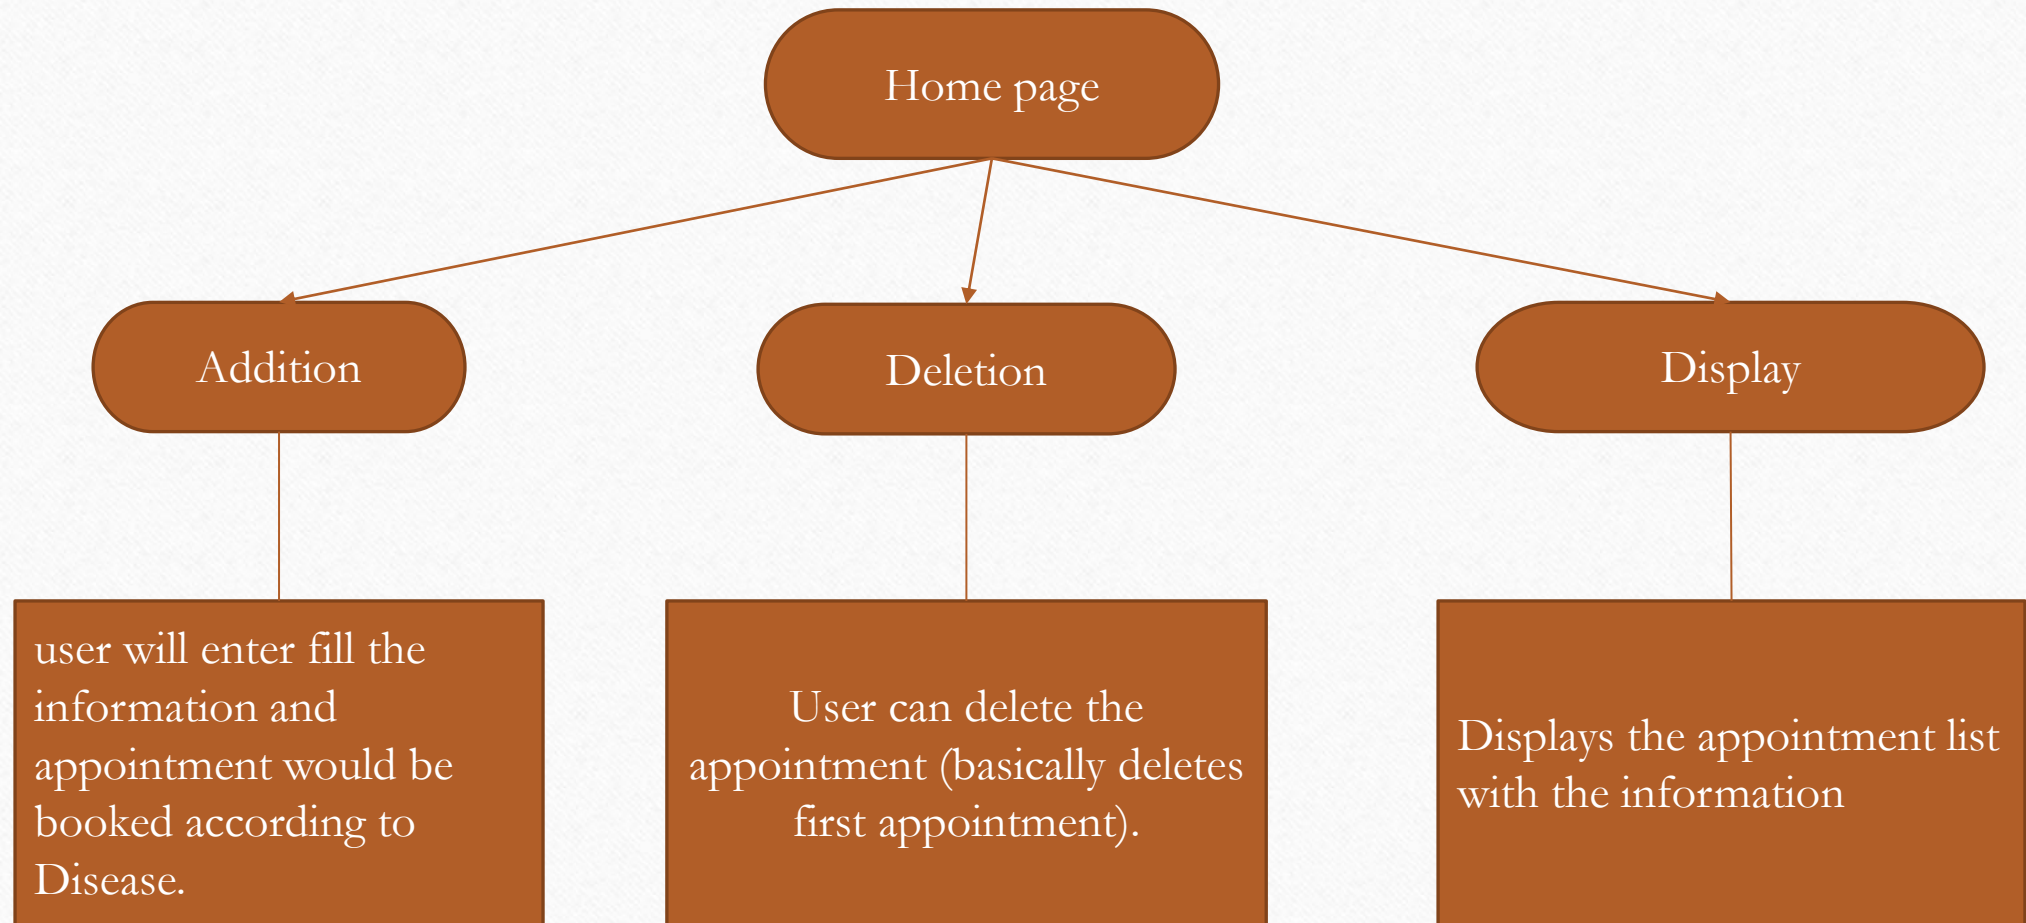 Home page
Addition
Deletion
Display
user will enter fill the
information and
appointment would be
booked according to
Disease.
User can delete the
appointment (basically deletes
first appointment).
Displays the appointment list
with the information